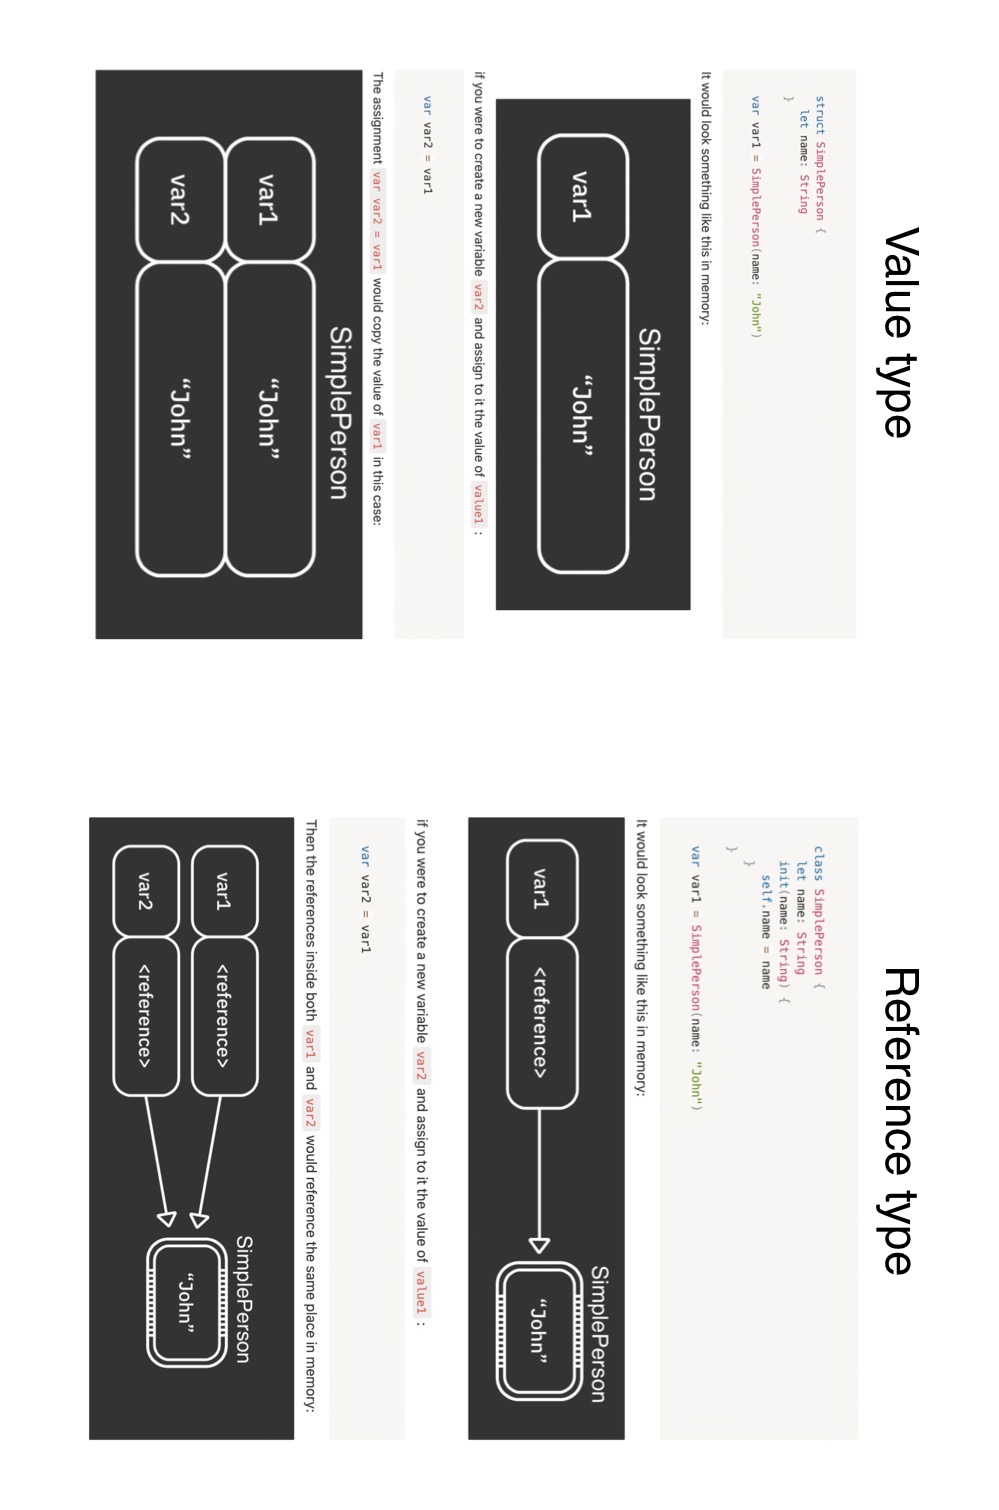 Value type
struct SimplePerson {
let name: String
}
var var1 = SimplePerson(name: "John")
It would look something like this in memory:
SimplePerson
var1 “John”
if you were to create a new variable var2 and assign to it the value of value1 :
var var2 = var1
The assignment var var2 = var1 would copy the value of var1 in this case:
SimplePerson
var1 “John”
var2 “John”
Reference type
class SimplePerson {
let name: String
init(name: String) {
self.name = name
}
}
var var1 = SimplePerson(name: "John")
It would look something like this in memory:
SimplePerson
var1 <reference> “John”
if you were to create a new variable var2 and assign to it the value of value1 :
var var2 = var1
Then the references inside both var1 and var2 would reference the same place in memory:
SimplePerson
var1 <reference>
“John”
var2 <reference>